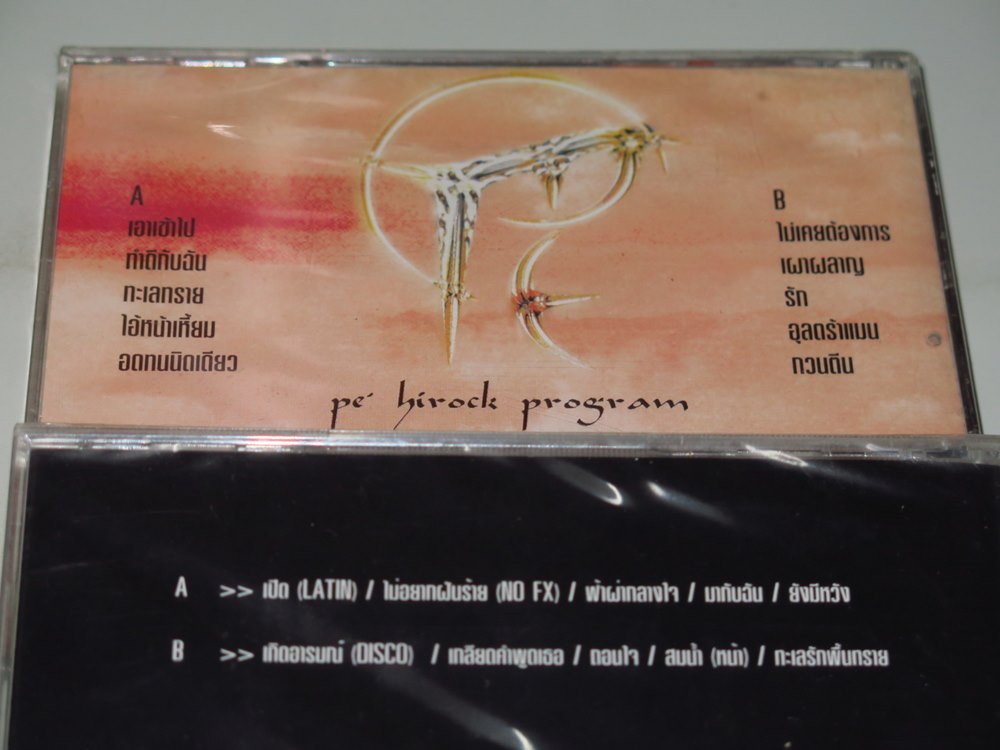 A
เอาเข้าไป
ทำดีกับฉัน
ทะเลทราย
ไอ้หน้าเหี้ยม
อดทนนิดเดียว
B
ไม่เคยต้องการ
เผาผลาญ
รัก
อุลตร้าแมน
กวนตีน
pe' hirock program
A >> เปิด (LATIN) / ไม่อยากฝันร้าย (NO FX) / ฟ้าผ่ากลางใจ / มากับฉัน / ยังมีหวัง
B >> เกิดอารมณ์ (DISCO) / เกลียดคำพูดเธอ / ถอนใจ / สมน้ำ (หน้า) / ทะเลรักพื้นทราย